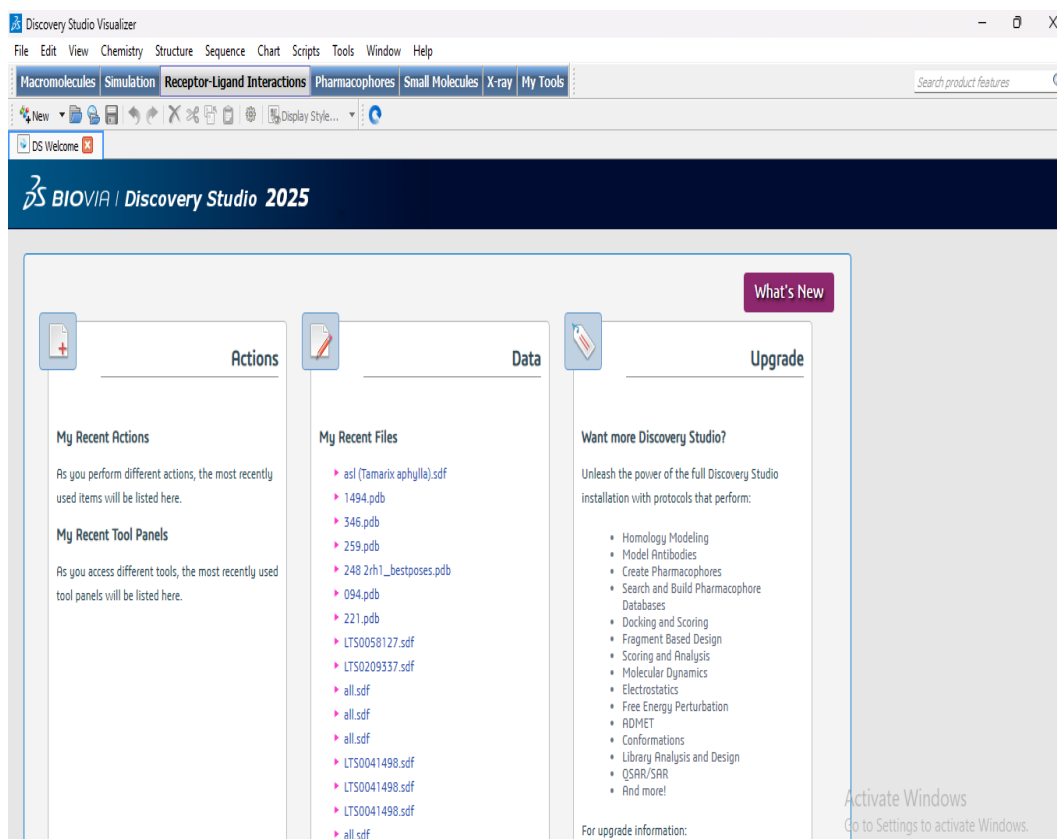 Discovery Studio Visualizer
File Edit View Chemistry Structure Sequence Chart Scripts Tools Window Help
Macromolecules Simulation Receptor-Ligand Interactions Pharmacophores Small Molecules X-ray My Tools
Search product features
New Display Style...
DS Welcome
BIOVIA | Discovery Studio 2025
What's New
Actions
My Recent Actions
As you perform different actions, the most recently
used items will be listed here.
My Recent Tool Panels
As you access different tools, the most recently used
tool panels will be listed here.
Data
My Recent Files
asl (Tamarix aphylla).sdf
1494.pdb
346.pdb
259.pdb
248 2rh1_bestposes.pdb
094.pdb
221.pdb
LTS0058127.sdf
LTS0209337.sdf
all.sdf
all.sdf
all.sdf
LTS0041498.sdf
LTS0041498.sdf
LTS0041498.sdf
all.sdf
Upgrade
Want more Discovery Studio?
Unleash the power of the full Discovery Studio
installation with protocols that perform:
Homology Modeling
Model Antibodies
Create Pharmacophores
Search and Build Pharmacophore
Databases
Docking and Scoring
Fragment Based Design
Scoring and Analysis
Molecular Dynamics
Electrostatics
Free Energy Perturbation
ADMET
Conformations
Library Analysis and Design
QSAR/SAR
And more!
For upgrade information:
Activate Windows
Go to Settings to activate Windows.